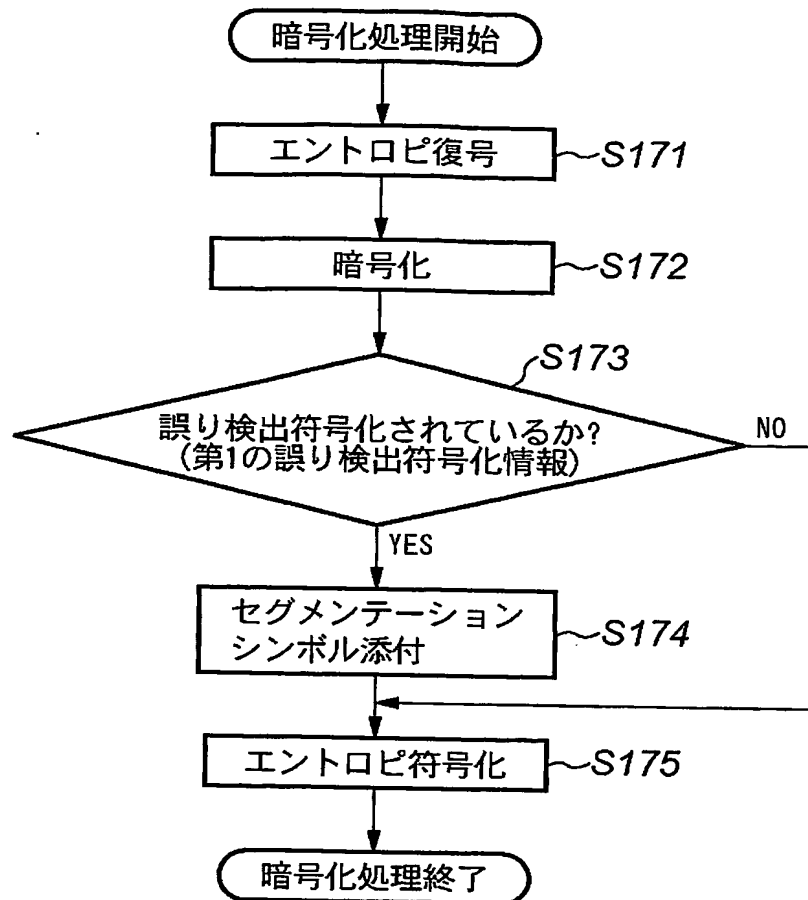 暗号化処理開始
エントロピ復号
S171
暗号化
S172
S173
誤り検出符号化されているか?
(第1の誤り検出符号化情報)
NO
YES
セグメンテーション
シンボル添付
S174
エントロピ符号化
S175
暗号化処理終了